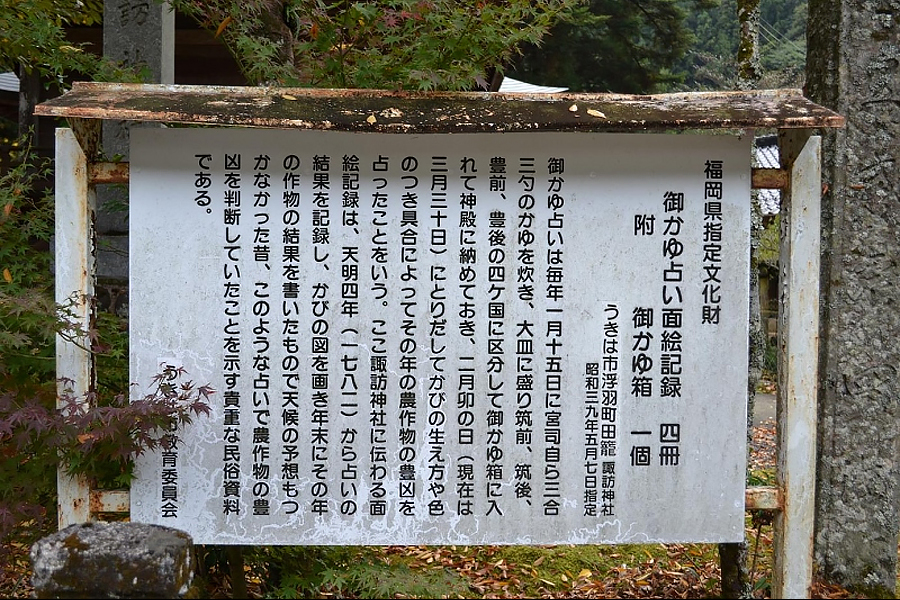 福岡県指定文化財
御かゆ占い面絵記録 四冊
附 御かゆ箱 一個
うきは市浮羽町田籠 諏訪神社
昭和三九年五月七日指定
御かゆ占いは毎年一月十五日に宮司自ら三合
三勺のかゆを炊き、大皿に盛り筑前、筑後、
豊前、豊後の四ケ国に区分して御かゆ箱に入
れて神殿に納めておき、二月卯の日(現在は
三月三十日)にとりだしてかびの生え方や色
のつき具合によってその年の農作物の豊凶を
占ったことをいう。ここ諏訪神社に伝わる面
絵記録は、天明四年(一七八二)から占いの
結果を記録し、かびの図を画き年末にその年
の作物の結果を書いたもので天候の予想もつ
かなかった昔、このような占いで農作物の豊
凶を判断していたことを示す貴重な民俗資料
である。
市教育委員会
諏訪